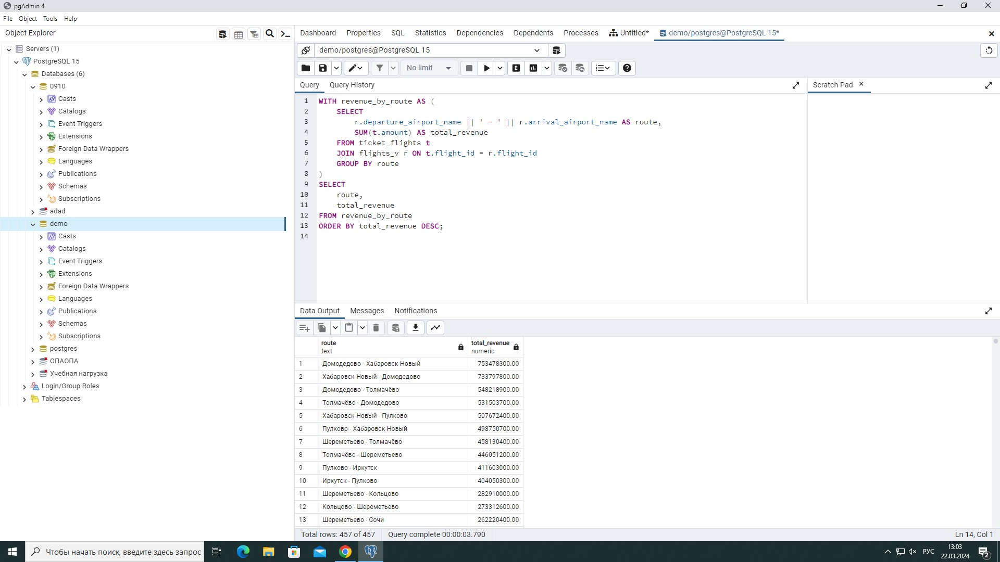 pgAdmin 4
File Object Tools Help
Object Explorer
Dashboard Properties SQL Statistics Dependencies Dependents Processes Untitled* demo/postgres@PostgreSQL 15*
Servers (1)
PostgreSQL 15
Databases (6)
0910
Casts
Catalogs
Event Triggers
Extensions
Foreign Data Wrappers
Languages
Publications
Schemas
Subscriptions
adad
demo
Casts
Catalogs
Event Triggers
Extensions
Foreign Data Wrappers
Languages
Publications
Schemas
Subscriptions
postgres
ОПАОПА
Учебная нагрузка
Login/Group Roles
Tablespaces
demo/postgres@PostgreSQL 15
No limit
E
Query Query History
Scratch Pad
1 WITH revenue_by_route AS (
2 SELECT
3 r.departure_airport_name || ' - ' || r.arrival_airport_name AS route,
4 SUM(t.amount) AS total_revenue
5 FROM ticket_flights t
6 JOIN flights_v r ON t.flight_id = r.flight_id
7 GROUP BY route
8 )
9 SELECT
10 route,
11 total_revenue
12 FROM revenue_by_route
13 ORDER BY total_revenue DESC;
14
Data Output Messages Notifications
route total_revenue
text numeric
1 Домодедово - Хабаровск-Новый 753478300.00
2 Хабаровск-Новый - Домодедово 733797800.00
3 Домодедово - Толмачёво 548218900.00
4 Толмачёво - Домодедово 531503700.00
5 Хабаровск-Новый - Пулково 507672400.00
6 Пулково - Хабаровск-Новый 498750700.00
7 Шереметьево - Толмачёво 458130400.00
8 Толмачёво - Шереметьево 446051200.00
9 Пулково - Иркутск 411603000.00
10 Иркутск - Пулково 404050300.00
11 Шереметьево - Кольцово 282910000.00
12 Кольцово - Шереметьево 273312600.00
13 Шереметьево - Сочи 262220400.00
Total rows: 457 of 457 Query complete 00:00:03.790 Ln 14, Col 1
Чтобы начать поиск, введите здесь запрос
РУС
13:03
22.03.2024
2